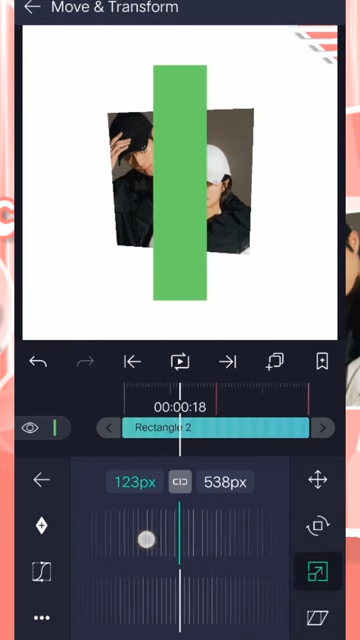 Move & Transform
00:00:18
Rectangle 2
123px
538px